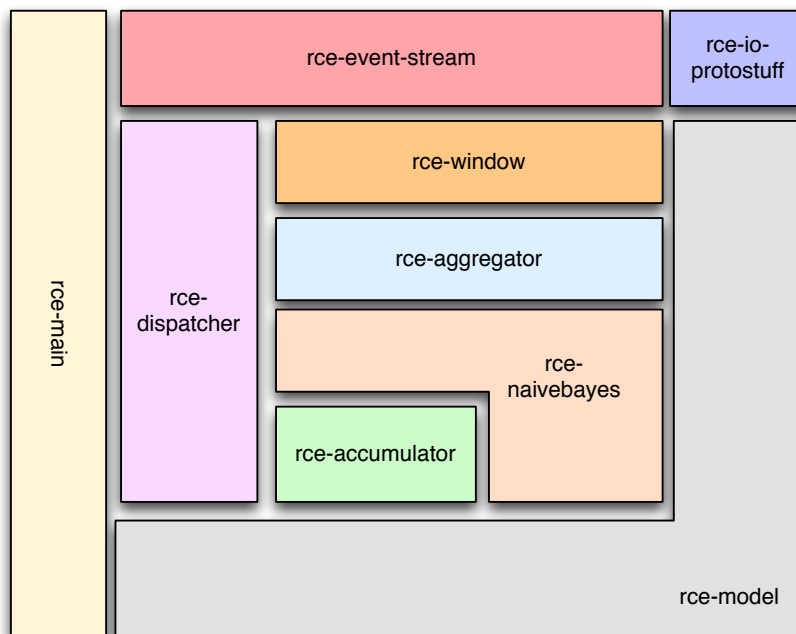 rce-event-stream
rce-io-
protostuff
rce-window
rce-aggregator
rce-
dispatcher
rce-main
rce-
naivebayes
rce-accumulator
rce-model